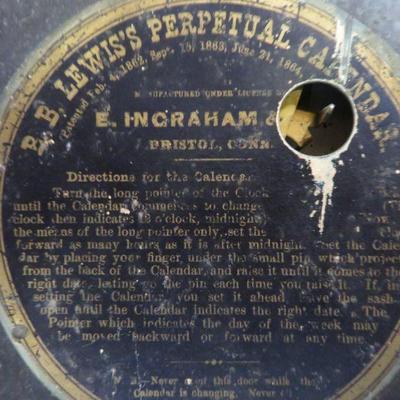 B. B. LEWIS'S PERPETUAL CALENDAR.
Patented Feb. 4, 1862, Sept. 15, 1863, June 21, 1864.
MANUFACTURED UNDER LICENSE
E. INGRAHAM &
BRISTOL, CONN.
Directions for the Calendar.
Turn the long pointer of the Clock
until the Calendar commences to change
clock then indicates 12 o'clock, midnight) Now
the means of the long pointer only, set the
forward as many hours as it is after midnight. Set the Calen-
dar by placing your finger under the small pin which project
from the back of the Calendar, and raise it until it comes to the
right date, letting go the pin each time you raise it. If, in
setting the Calendar, you set it ahead, leave the sash
open until the Calendar indicates the right date. The
Pointer which indicates the day of the week may
be moved backward or forward at any time.
N. B.—Never open this door while the
Calendar is changing. Never